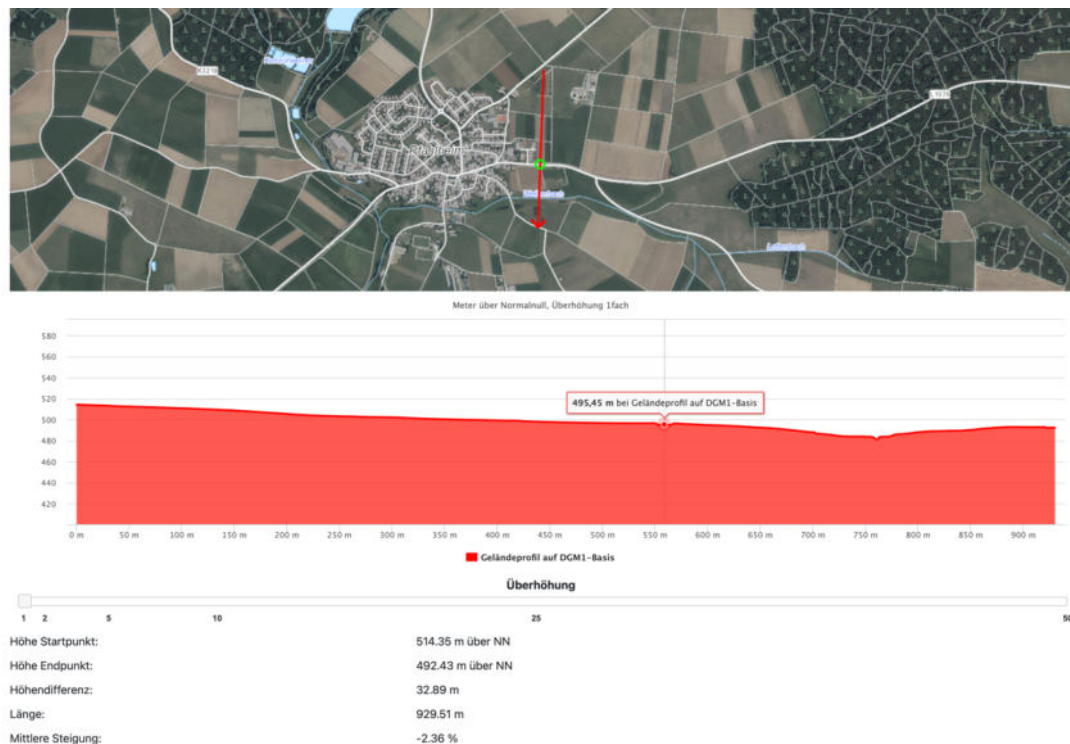 K3218
L1076
Pfahlheim
Meter über Normalnull, Überhöhung 1fach
580
560
540
520
500
480
460
440
420
495,45 m bei Geländeprofil auf DGM1-Basis
0 m 50 m 100 m 150 m 200 m 250 m 300 m 350 m 400 m 450 m 500 m 550 m 600 m 650 m 700 m 750 m 800 m 850 m 900 m
Geländeprofil auf DGM1-Basis
Überhöhung
1 2 5 10 25 50
Höhe Startpunkt: 514.35 m über NN
Höhe Endpunkt: 492.43 m über NN
Höhendifferenz: 32.89 m
Länge: 929.51 m
Mittlere Steigung: -2.36 %